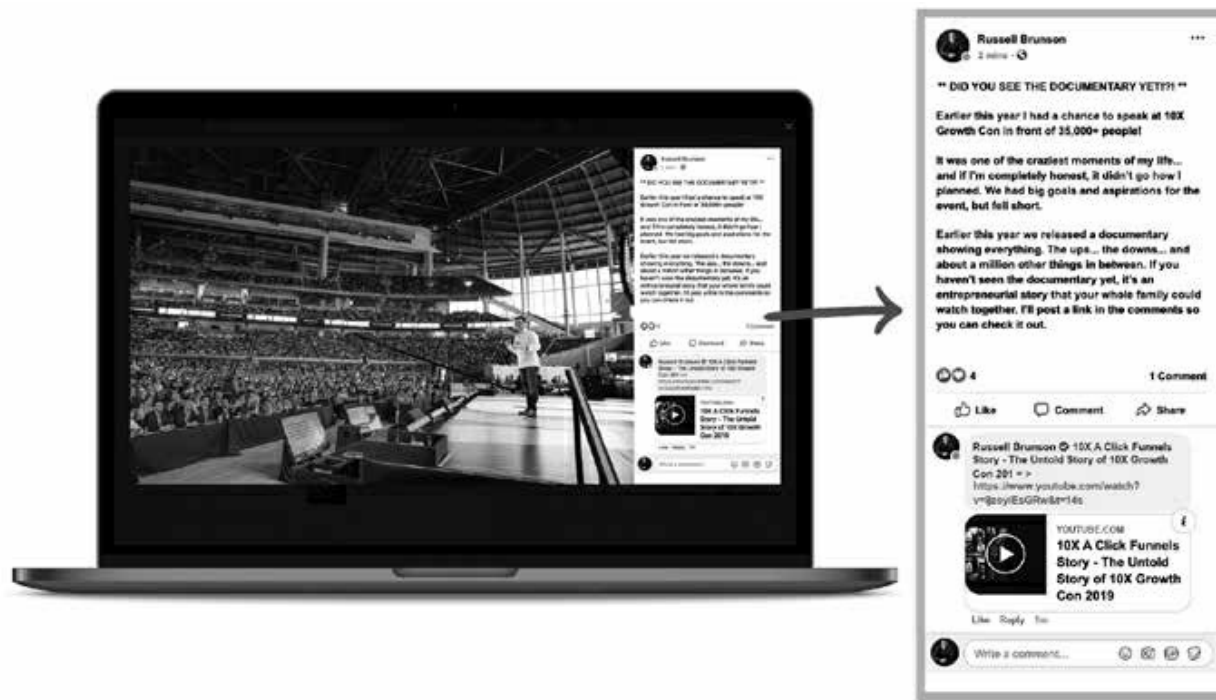 Russell Brunson
2 mins
** DID YOU SEE THE DOCUMENTARY YET!?! **
Earlier this year I had a chance to speak at 10X
Growth Con in front of 35,000+ people!
It was one of the craziest moments of my life...
and if I'm completely honest, it didn't go how I
planned. We had big goals and aspirations for the
event, but fell short.
Earlier this year we released a documentary
showing everything. The ups... the downs... and
about a million other things in between. If you
haven't seen the documentary yet, it's an
entrepreneurial story that your whole family could
watch together. I'll post a link in the comments so
you can check it out.
4
1 Comment
Like
Comment
Share
Russell Brunson 10X A Click Funnels
Story - The Untold Story of 10X Growth
Con 201 = >
https://www.youtube.com/watch?
YOUTUBE.COM
10X A Click Funnels
Story - The Untold
Story of 10X Growth
Con 2019
Like Reply
Write a comment...